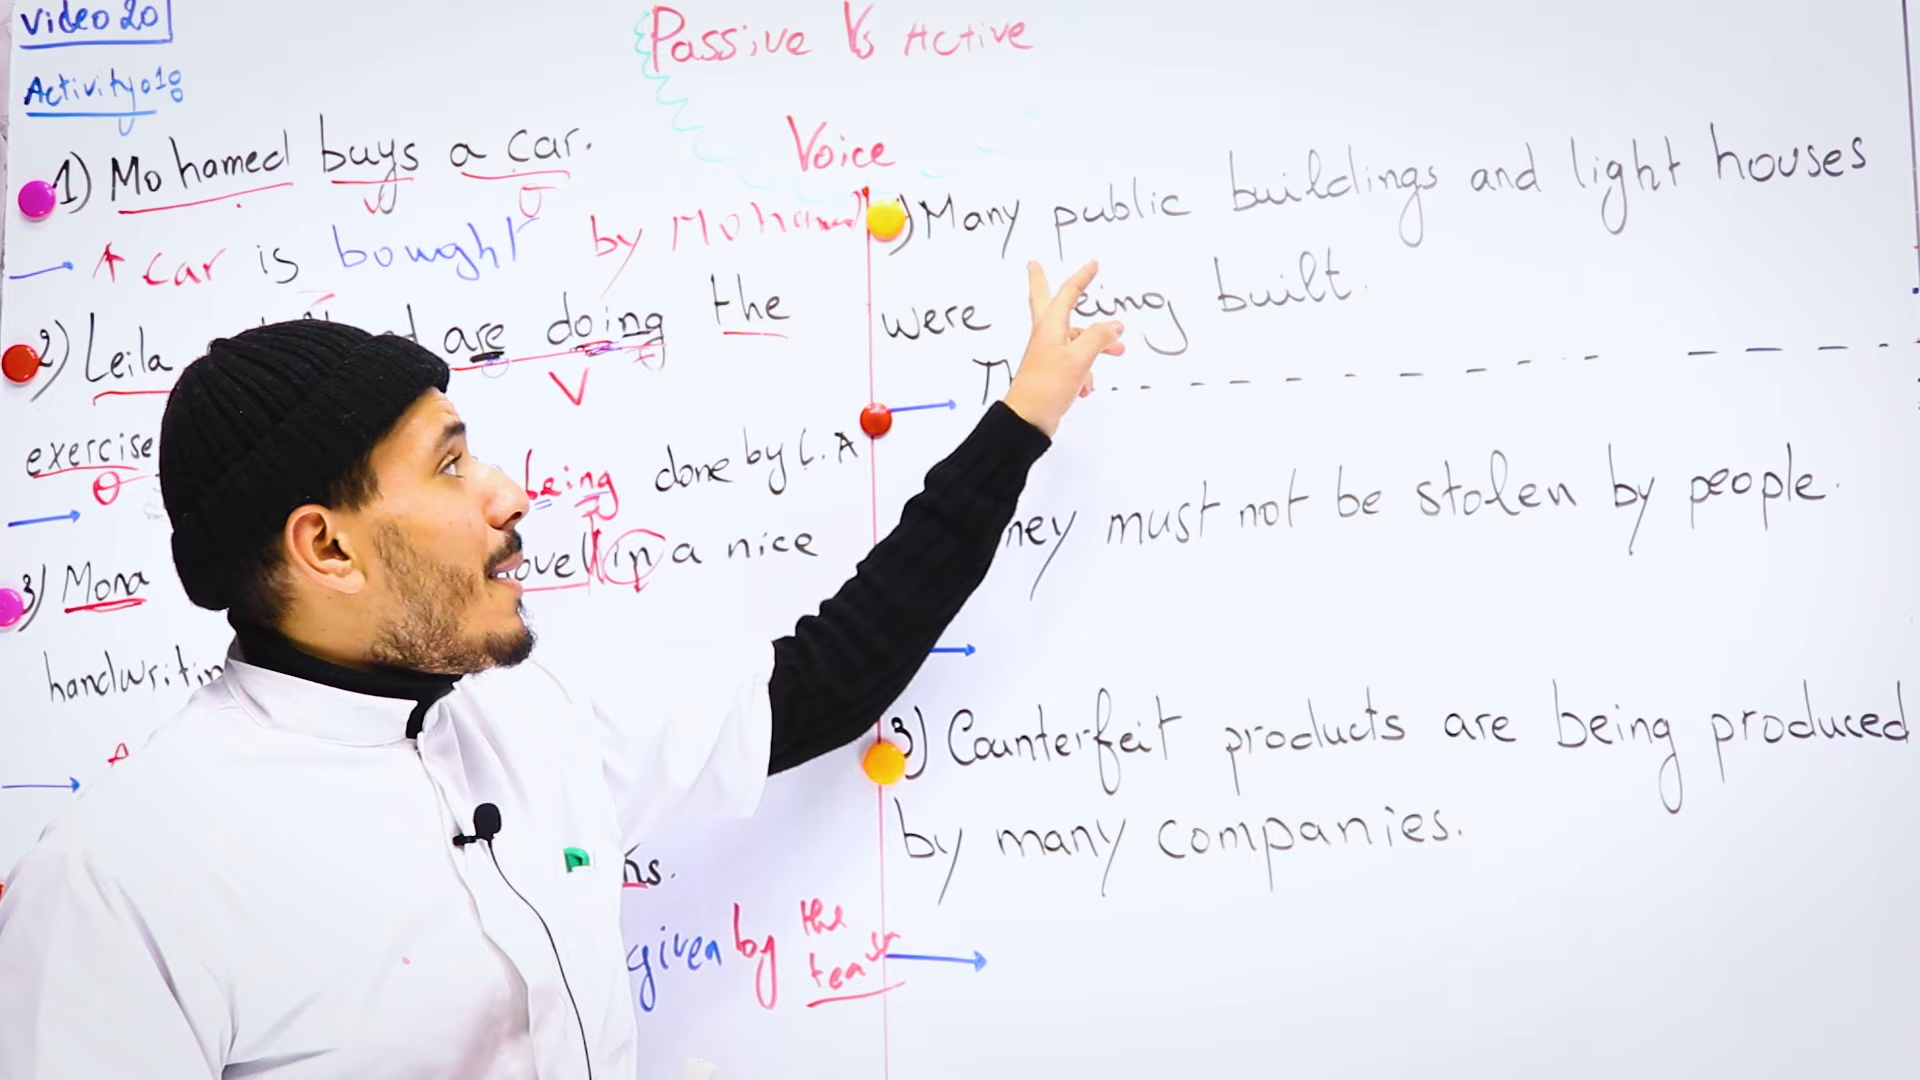 Video 20
Activity 01:
Passive Vs Active
Voice
1) Mohamed buys a car.
A car is bought by Mohamed
2) Leila are doing the
V
exercise
O
being done by L.A
3) Mona novel in a nice
handwriting
A
given by the
1) Many public buildings and light houses
were being built.
They must not be stolen by people.
3) Counterfeit products are being produced
by many companies.